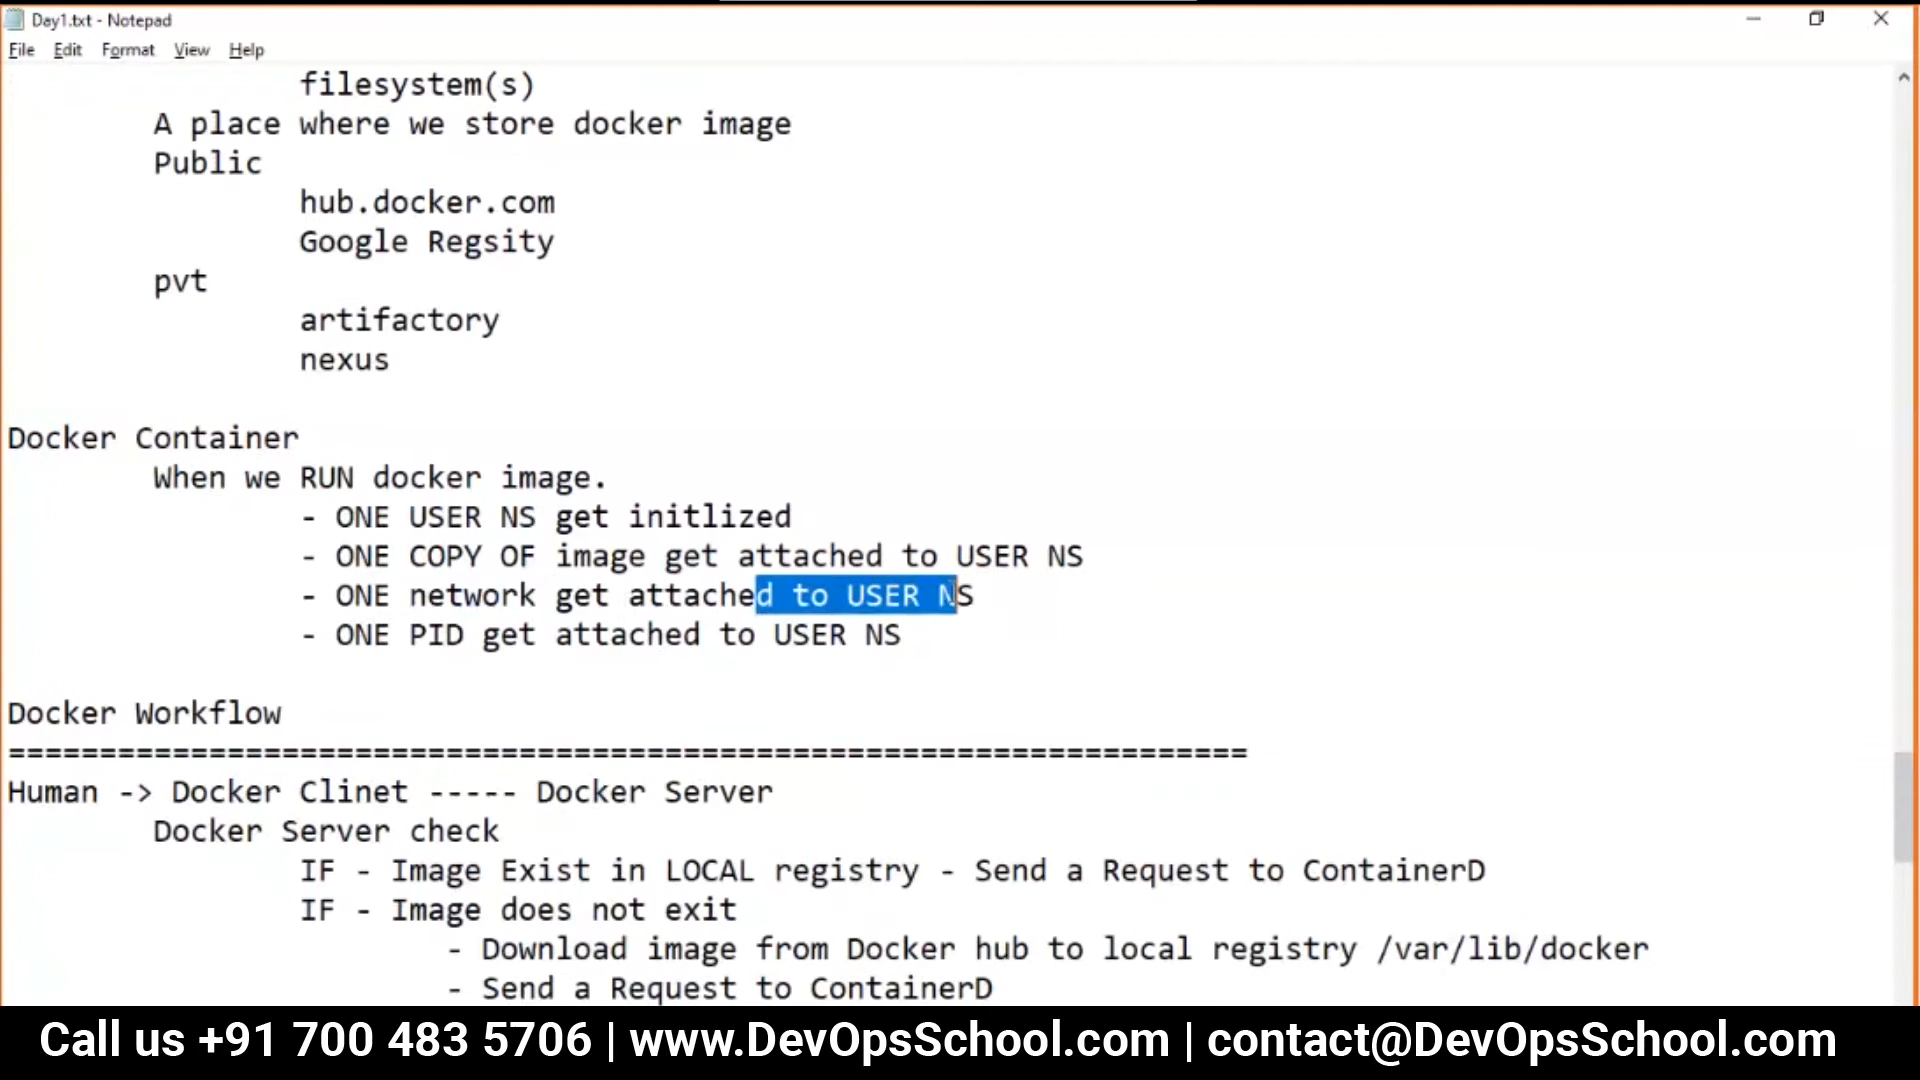 Day1.txt - Notepad
File Edit Format View Help
filesystem(s)
A place where we store docker image
Public
hub.docker.com
Google Regsity
pvt
artifactory
nexus
Docker Container
When we RUN docker image.
- ONE USER NS get initlized
- ONE COPY OF image get attached to USER NS
- ONE network get attached to USER NS
- ONE PID get attached to USER NS
Docker Workflow
====================================================================
Human -> Docker Clinet ----- Docker Server
Docker Server check
IF - Image Exist in LOCAL registry - Send a Request to ContainerD
IF - Image does not exit
- Download image from Docker hub to local registry /var/lib/docker
- Send a Request to ContainerD
Call us +91 700 483 5706 | www.DevOpsSchool.com | contact@DevOpsSchool.com